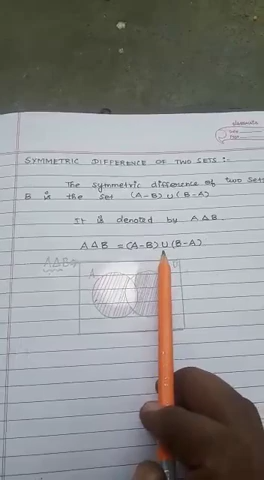 SYMMETRIC DIFFERENCE OF TWO SETS :-
The symmetric difference of two sets
B is the set (A-B) ∪ (B-A)
It is denoted by A∆B
A∆B = (A-B) ∪ (B-A)
A∆B
A
U